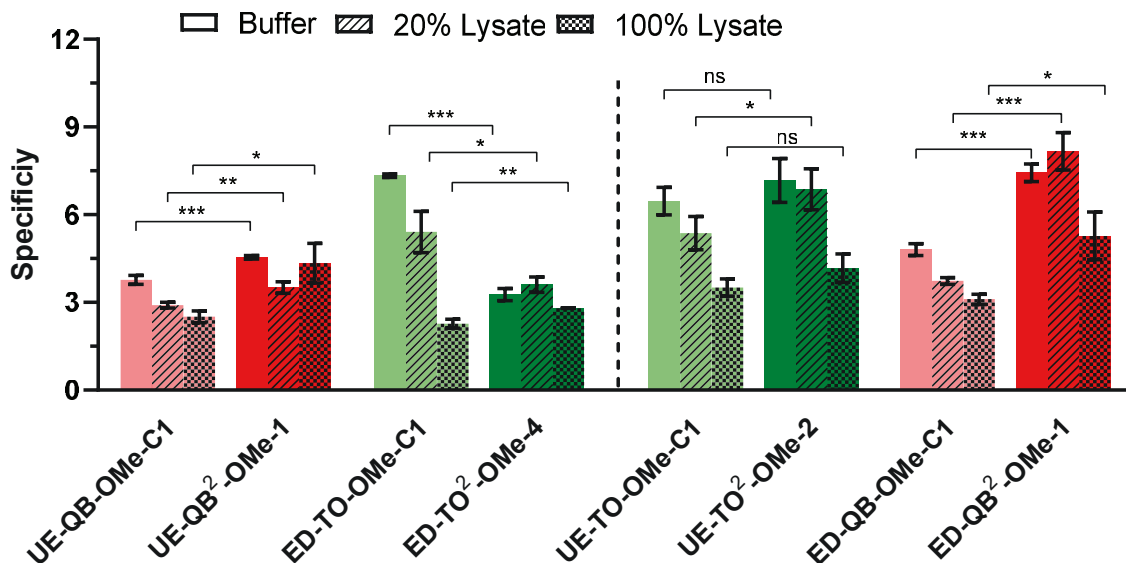 Buffer 20% Lysate 100% Lysate
Specificiy
12
9
6
3
0
*** ** *
*** * **
ns * ns
*** *** *
UE-QB-OMe-C1
UE-QB²-OMe-1
ED-TO-OMe-C1
ED-TO²-OMe-4
UE-TO-OMe-C1
UE-TO²-OMe-2
ED-QB-OMe-C1
ED-QB²-OMe-1